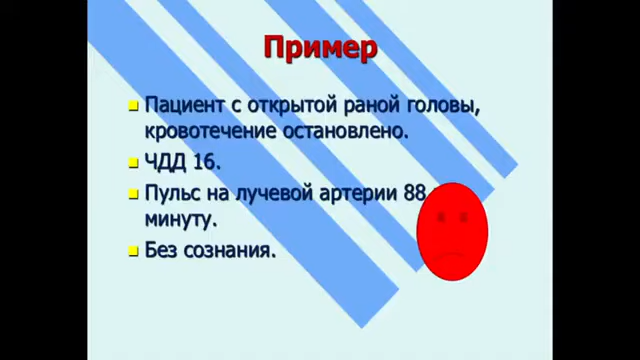 Пример
Пациент с открытой раной головы,
кровотечение остановлено.
ЧДД 16.
Пульс на лучевой артерии 88
минуту.
Без сознания.